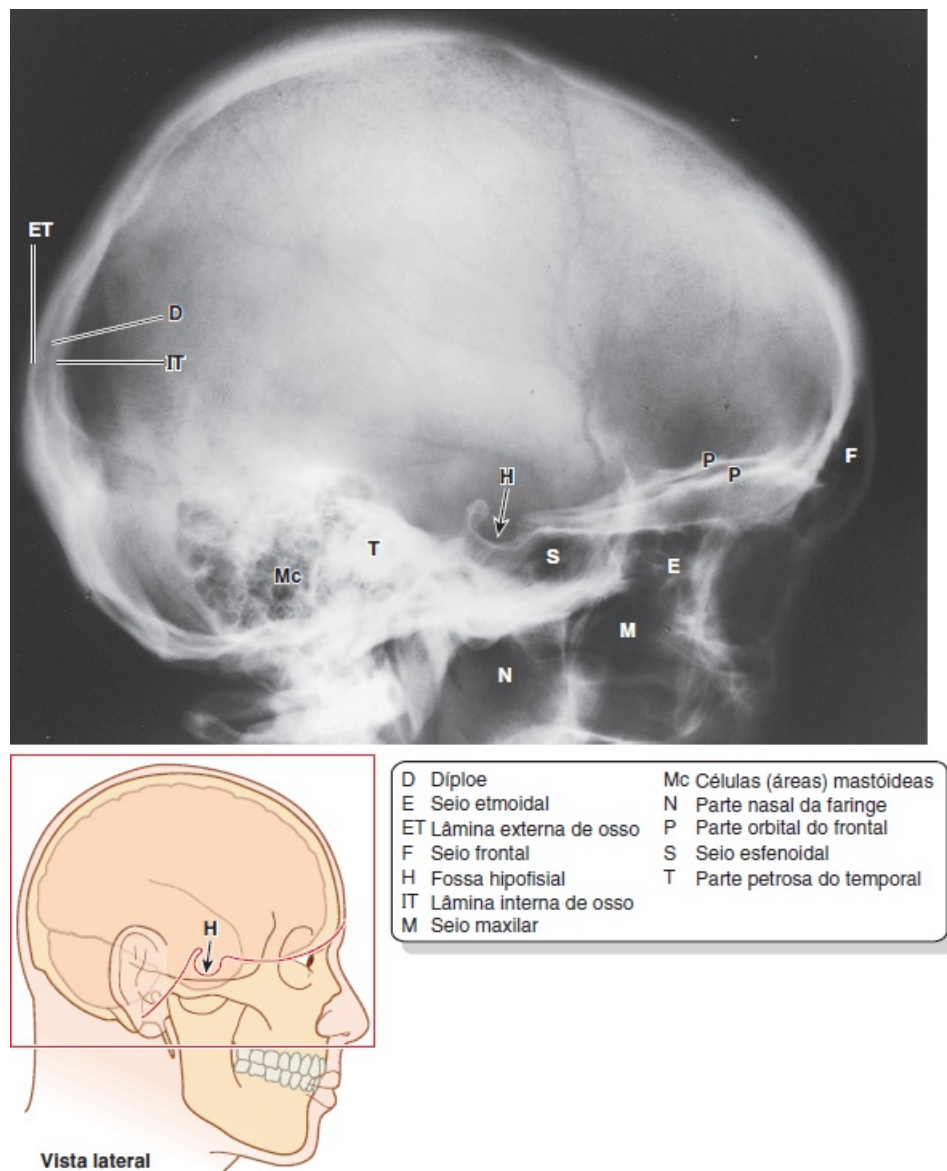 ET
D
IT
H
P
P
F
T
S
E
Mc
M
N
D Díploe
E Seio etmoidal
ET Lâmina externa de osso
F Seio frontal
H Fossa hipofisial
IT Lâmina interna de osso
M Seio maxilar
Mc Células (áreas) mastóideas
N Parte nasal da faringe
P Parte orbital do frontal
S Seio esfenoidal
T Parte petrosa do temporal
H
Vista lateral